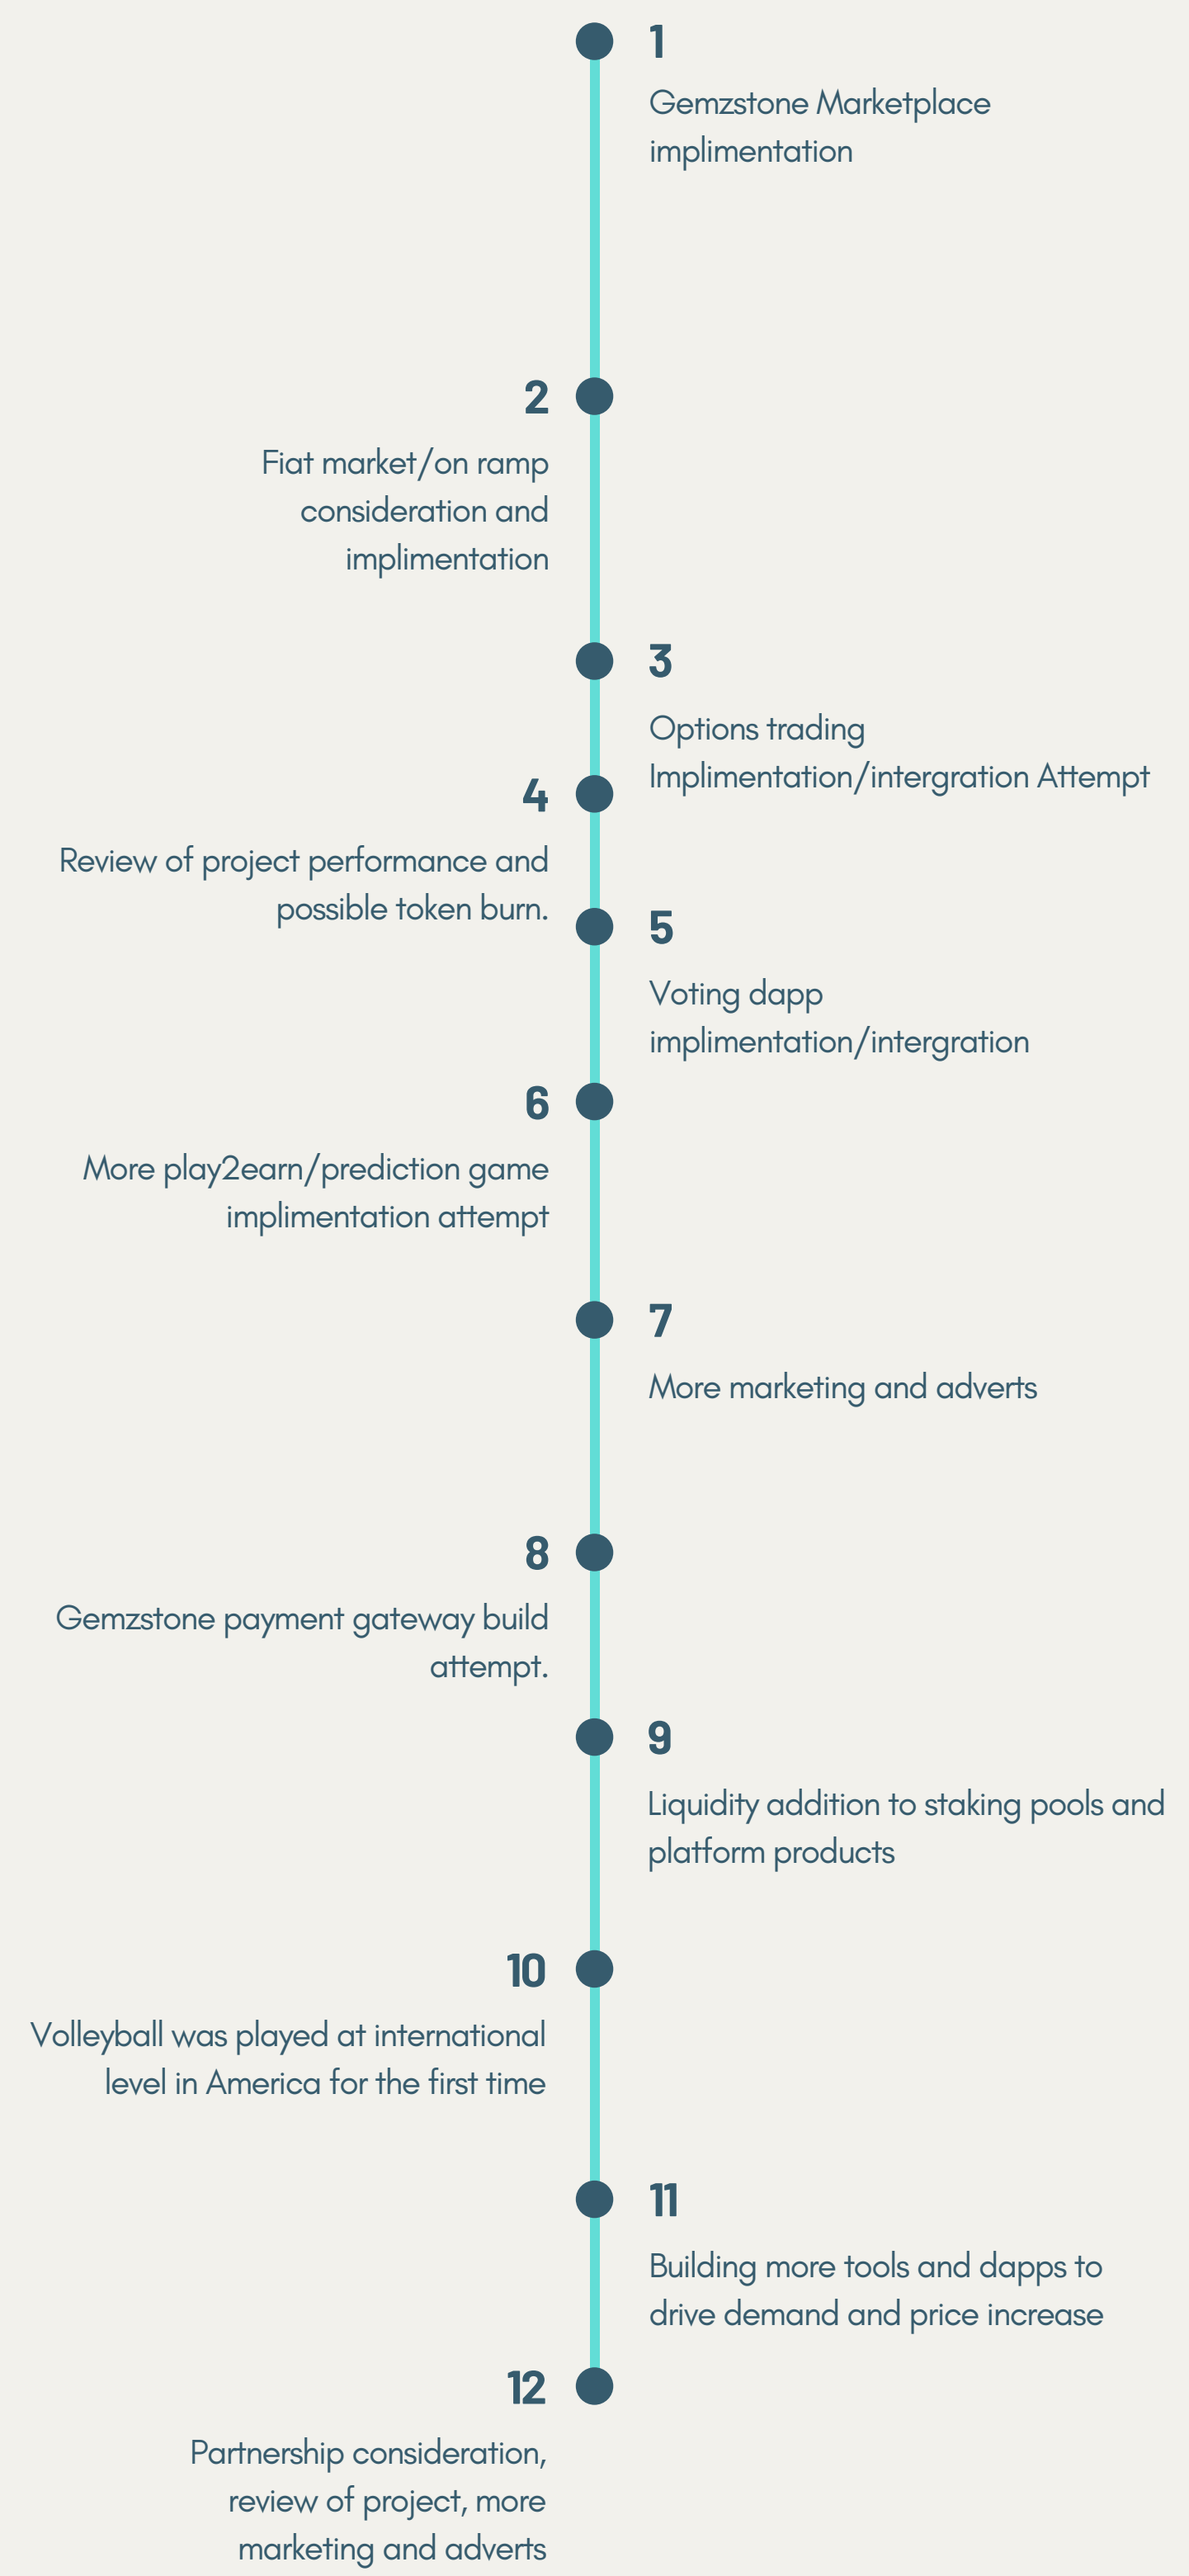 1
Gemzstone Marketplace
implimentation
2
Fiat market/on ramp
consideration and
implimentation
3
Options trading
Implimentation/intergration Attempt
4
Review of project performance and
possible token burn.
5
Voting dapp
implimentation/intergration
6
More play2earn/prediction game
implimentation attempt
7
More marketing and adverts
8
Gemzstone payment gateway build
attempt.
9
Liquidity addition to staking pools and
platform products
10
Volleyball was played at international
level in America for the first time
11
Building more tools and dapps to
drive demand and price increase
12
Partnership consideration,
review of project, more
marketing and adverts